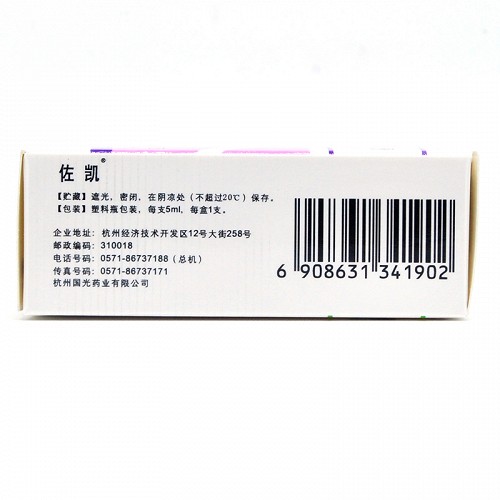 佐凯®
【贮藏】遮光，密闭，在阴凉处（不超过20℃）保存。
【包装】塑料瓶包装，每支5ml，每盒1支。
企业地址：杭州经济技术开发区12号大街258号
邮政编码：310018
电话号码：0571-86737188（总机）
传真号码：0571-86737171
杭州国光药业有限公司
6 908631 341902